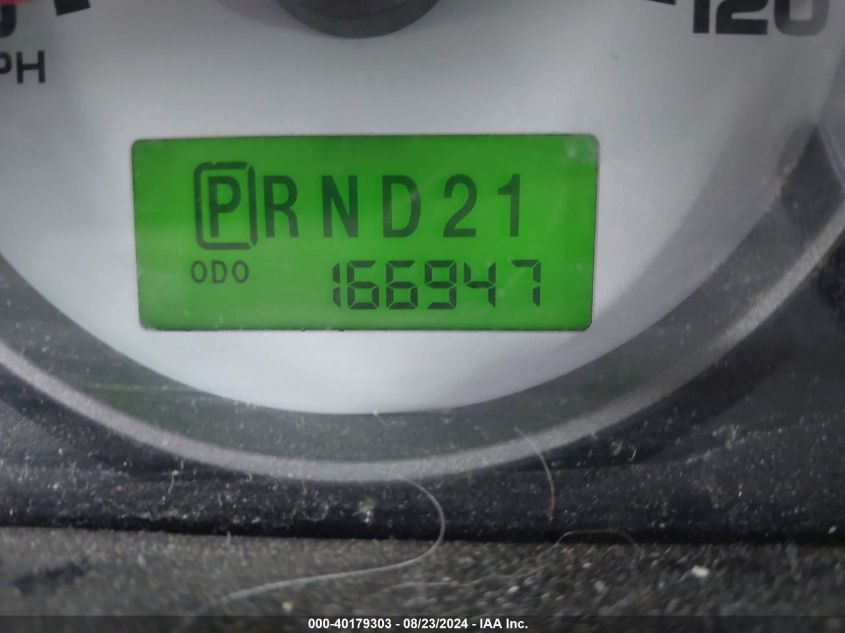 120
PH
PRND21
ODO 166947
000-40179303 - 08/23/2024 - IAA Inc.